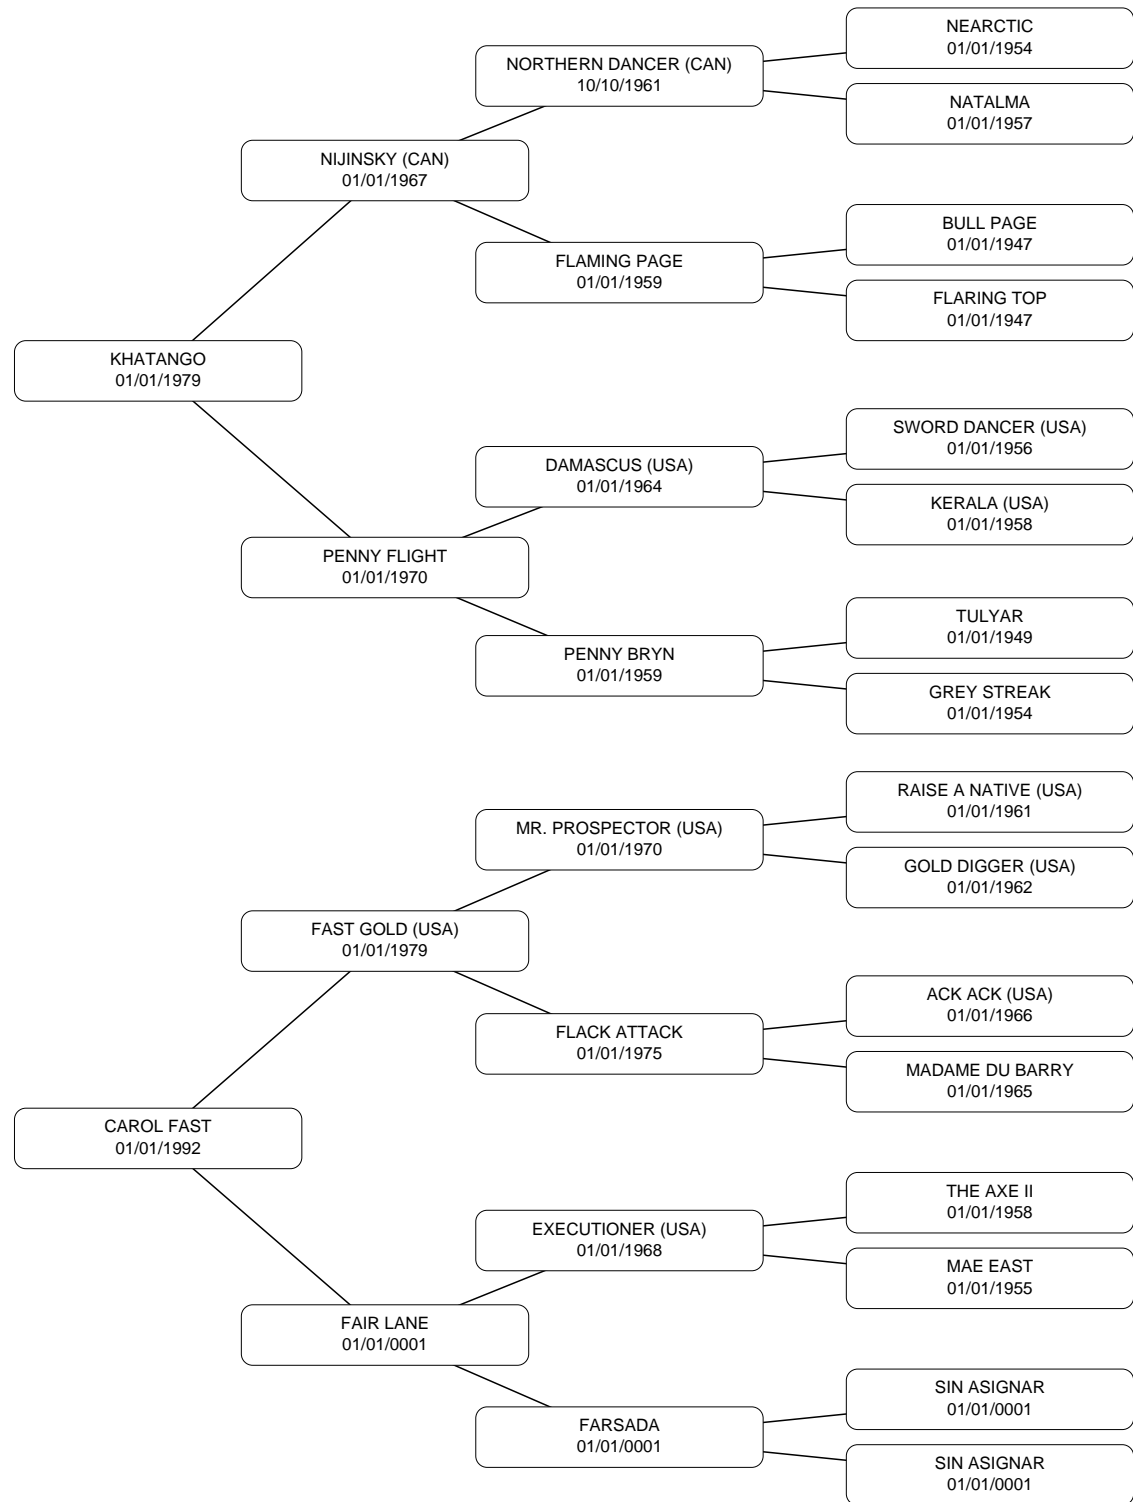 NEARCTIC
01/01/1954
NORTHERN DANCER (CAN)
10/10/1961
NATALMA
01/01/1957
NIJINSKY (CAN)
01/01/1967
BULL PAGE
01/01/1947
FLAMING PAGE
01/01/1959
FLARING TOP
01/01/1947
KHATANGO
01/01/1979
SWORD DANCER (USA)
01/01/1956
DAMASCUS (USA)
01/01/1964
KERALA (USA)
01/01/1958
PENNY FLIGHT
01/01/1970
TULYAR
01/01/1949
PENNY BRYN
01/01/1959
GREY STREAK
01/01/1954
RAISE A NATIVE (USA)
01/01/1961
MR. PROSPECTOR (USA)
01/01/1970
GOLD DIGGER (USA)
01/01/1962
FAST GOLD (USA)
01/01/1979
ACK ACK (USA)
01/01/1966
FLACK ATTACK
01/01/1975
MADAME DU BARRY
01/01/1965
CAROL FAST
01/01/1992
THE AXE II
01/01/1958
EXECUTIONER (USA)
01/01/1968
MAE EAST
01/01/1955
FAIR LANE
01/01/0001
SIN ASIGNAR
01/01/0001
FARSADA
01/01/0001
SIN ASIGNAR
01/01/0001